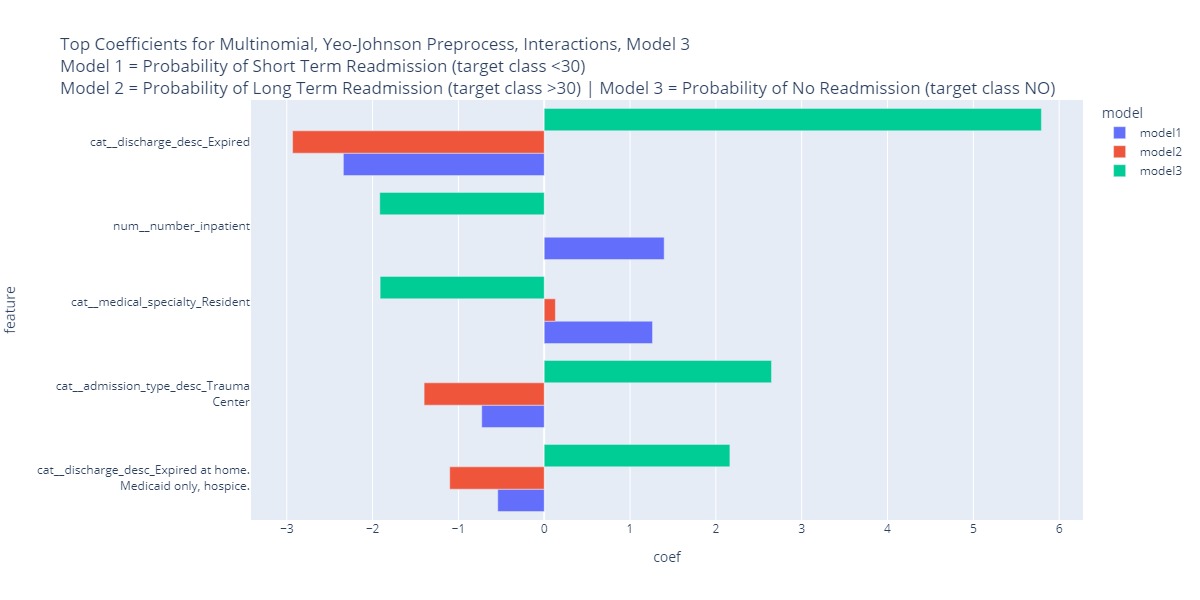 Top Coefficients for Multinomial, Yeo-Johnson Preprocess, Interactions, Model 3
Model 1 = Probability of Short Term Readmission (target class <30)
Model 2 = Probability of Long Term Readmission (target class >30) | Model 3 = Probability of No Readmission (target class NO)
model
model1
model2
model3
feature
cat__discharge_desc_Expired
num__number_inpatient
cat__medical_specialty_Resident
cat__admission_type_desc_Trauma
Center
cat__discharge_desc_Expired at home.
Medicaid only, hospice.
−3 −2 −1 0 1 2 3 4 5 6
coef